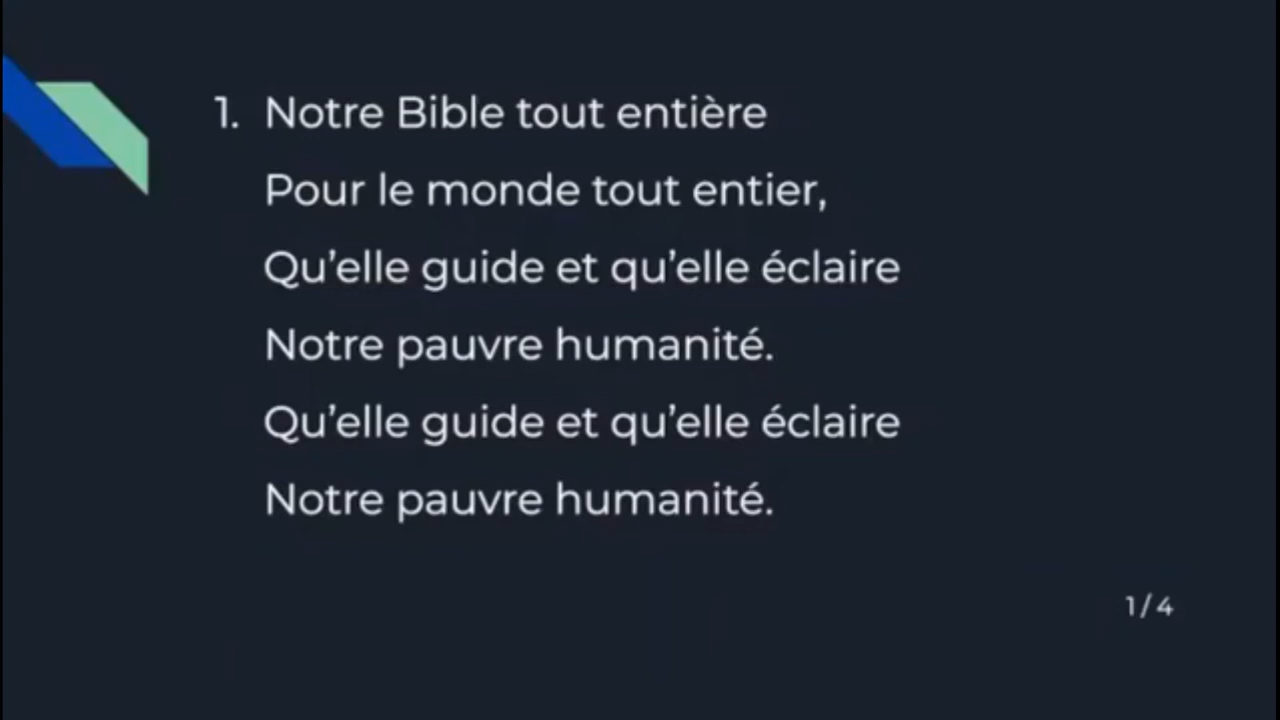 1. Notre Bible tout entière
Pour le monde tout entier,
Qu’elle guide et qu’elle éclaire
Notre pauvre humanité.
Qu’elle guide et qu’elle éclaire
Notre pauvre humanité.
1 / 4